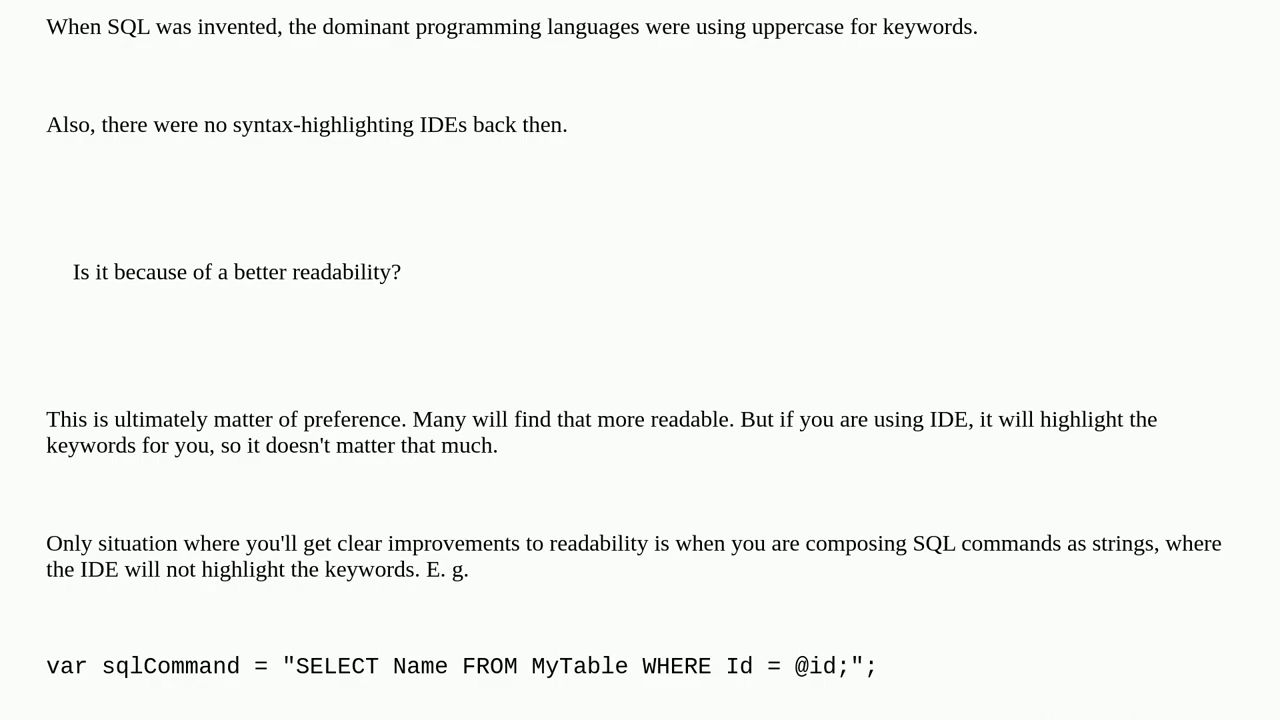 When SQL was invented, the dominant programming languages were using uppercase for keywords.
Also, there were no syntax-highlighting IDEs back then.
Is it because of a better readability?
This is ultimately matter of preference. Many will find that more readable. But if you are using IDE, it will highlight the
keywords for you, so it doesn't matter that much.
Only situation where you'll get clear improvements to readability is when you are composing SQL commands as strings, where
the IDE will not highlight the keywords. E. g.
var sqlCommand = "SELECT Name FROM MyTable WHERE Id = @id;";